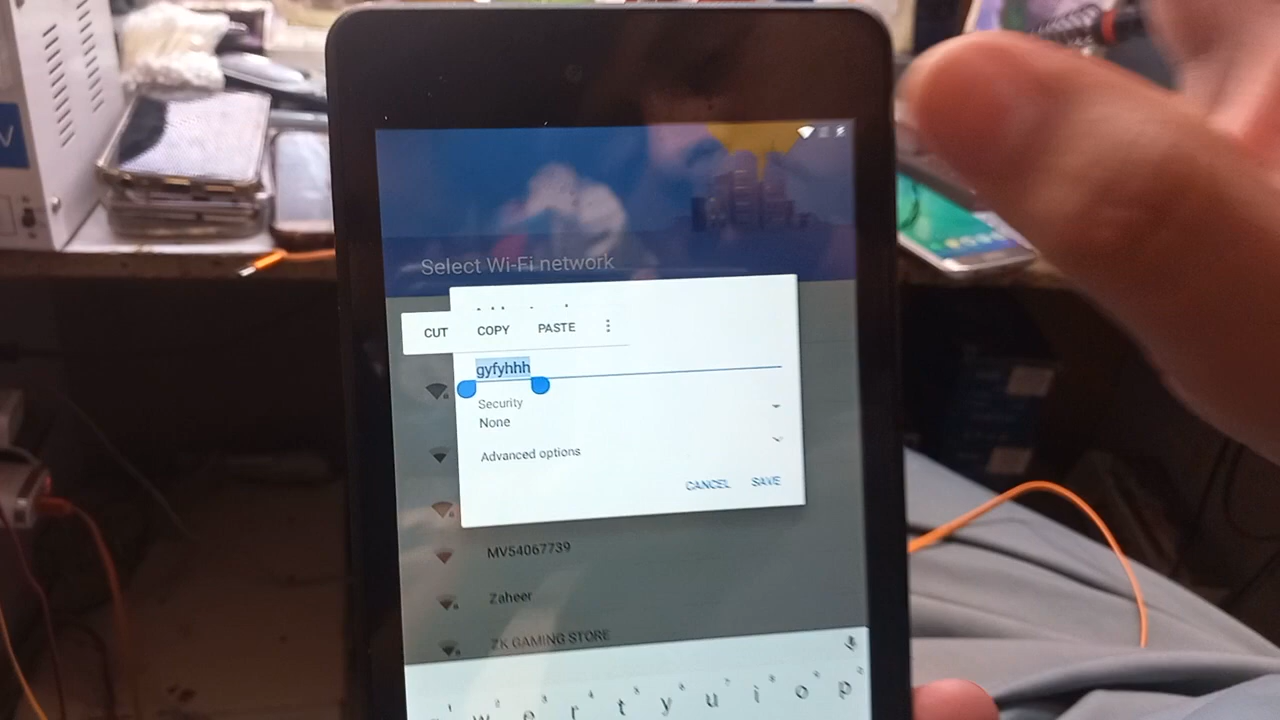 Select Wi-Fi network
CUT COPY PASTE
gyfyhhh
Security
None
Advanced options
CANCEL SAVE
MV54067739
Zaheer
ZK GAMING STORE
w e r t y u i o p